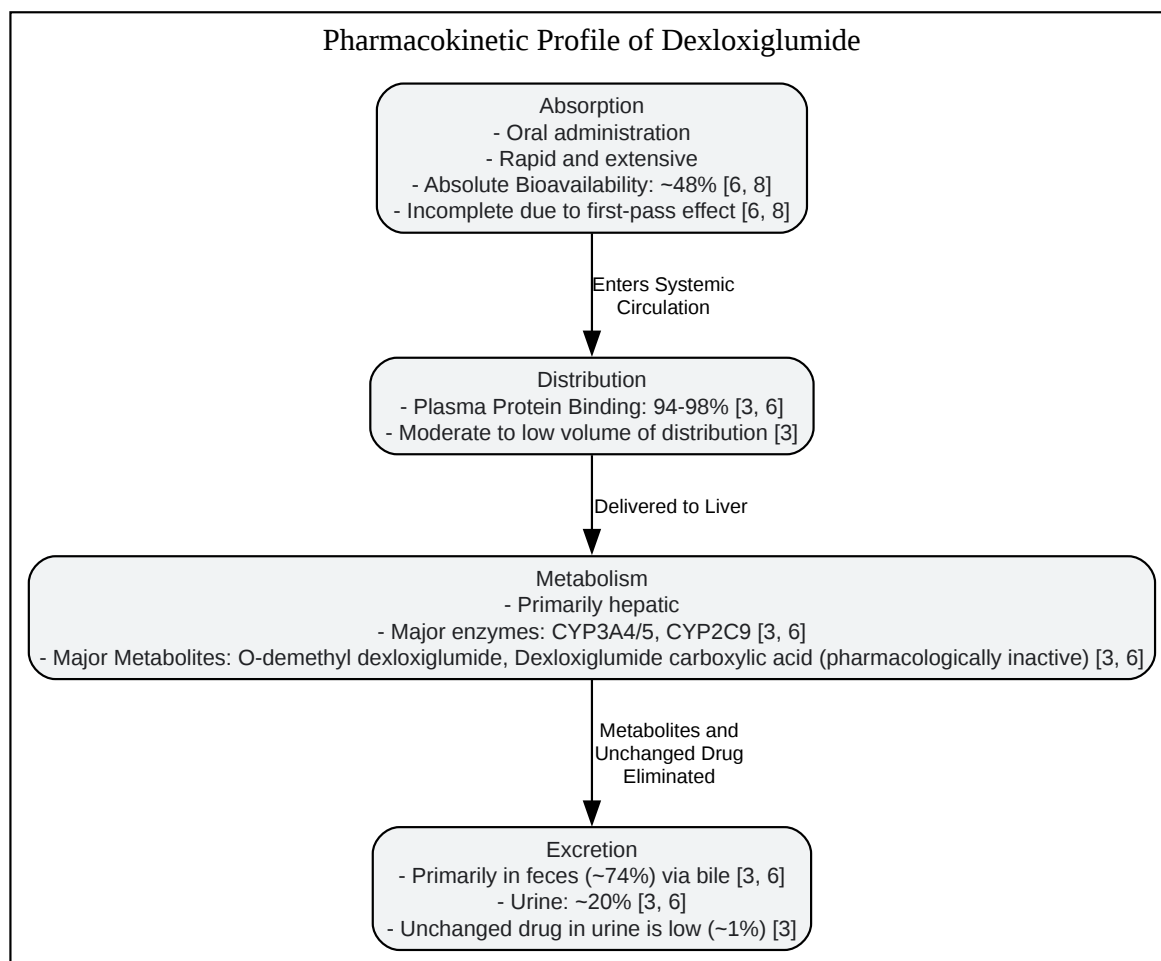 Pharmacokinetic Profile of Dexloxiglumide
Absorption
- Oral administration
- Rapid and extensive
- Absolute Bioavailability: ~48% [6, 8]
- Incomplete due to first-pass effect [6, 8]
Enters Systemic
Circulation
Distribution
- Plasma Protein Binding: 94-98% [3, 6]
- Moderate to low volume of distribution [3]
Delivered to Liver
Metabolism
- Primarily hepatic
- Major enzymes: CYP3A4/5, CYP2C9 [3, 6]
- Major Metabolites: O-demethyl dexloxiglumide, Dexloxiglumide carboxylic acid (pharmacologically inactive) [3, 6]
Metabolites and
Unchanged Drug
Eliminated
Excretion
- Primarily in feces (~74%) via bile [3, 6]
- Urine: ~20% [3, 6]
- Unchanged drug in urine is low (~1%) [3]